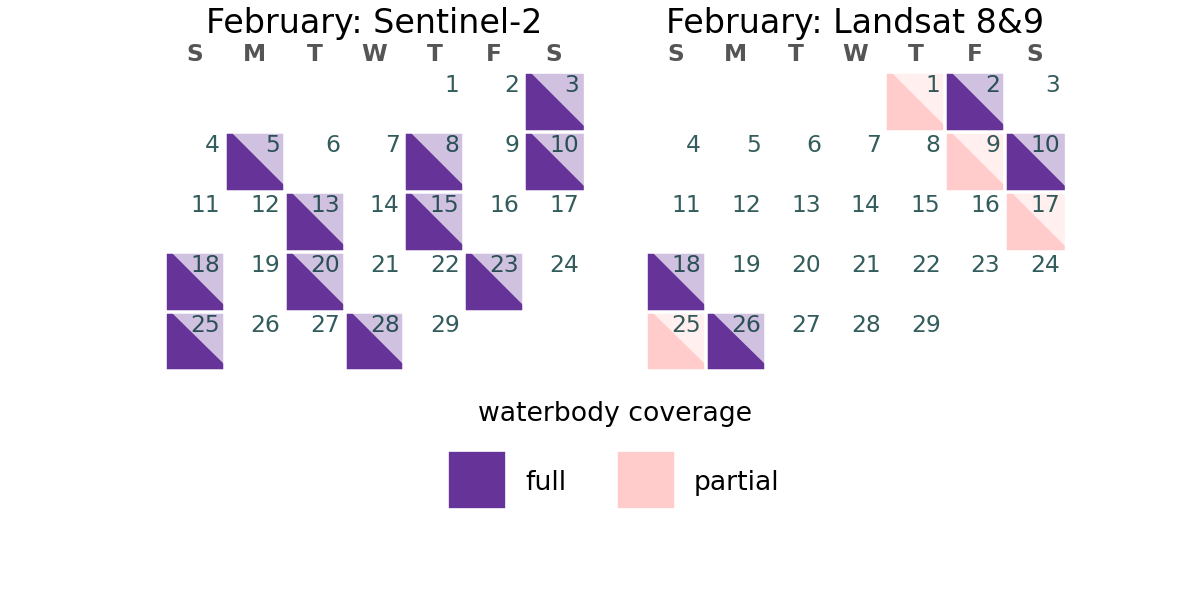 February: Sentinel-2
S M T W T F S
1 2 3
4 5 6 7 8 9 10
11 12 13 14 15 16 17
18 19 20 21 22 23 24
25 26 27 28 29
February: Landsat 8&9
S M T W T F S
1 2 3
4 5 6 7 8 9 10
11 12 13 14 15 16 17
18 19 20 21 22 23 24
25 26 27 28 29
waterbody coverage
full partial